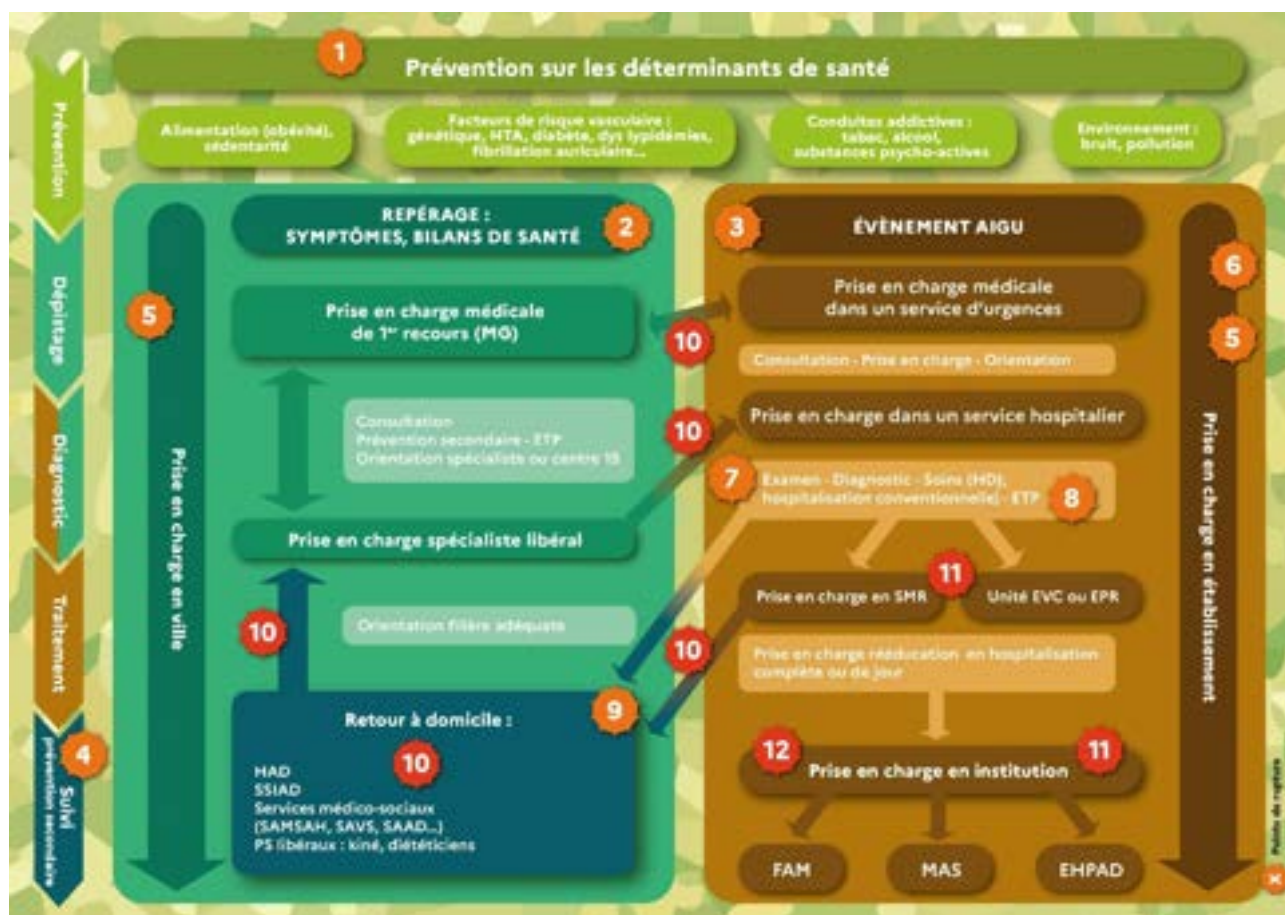 1
Prévention sur les déterminants de santé
Prévention
Alimentation (obévité),
sédentarité
Facteurs de risque vasculaire :
génétique, HTA, diabète, dys lypidémies,
fibrillation auriculaire...
Conduites addictives :
tabac, alcool,
substances psycho-actives
Environnement :
bruit, pollution
Dépistage
Diagnostic
Traitement
4
Suivi
prévention secondaire
5
Prise en charge en ville
REPÉRAGE :
SYMPTÔMES, BILANS DE SANTÉ
2
Prise en charge médicale
de 1er recours (MG)
10
Consultation
Prévention secondaire - ETP
Orientation spécialiste ou centre 15
10
Prise en charge spécialiste libéral
10
Orientation filière adéquate
10
Retour à domicile :
9
10
HAD
SSIAD
Services médico-sociaux
(SAMSAH, SAVS, SAAD...)
PS libéraux : kiné, diététiciens
3
ÉVÈNEMENT AIGU
Prise en charge médicale
dans un service d'urgences
Consultation - Prise en charge - Orientation
Prise en charge dans un service hospitalier
7
Examen - Diagnostic - Soins (HDJ,
hospitalisation conventionnelle) - ETP
8
11
Prise en charge en SMR
Unité EVC ou EPR
Prise en charge rééducation en hospitalisation
complète ou de jour
12
11
Prise en charge en institution
FAM
MAS
EHPAD
6
5
Prise en charge en établissement
Points de rupture
X